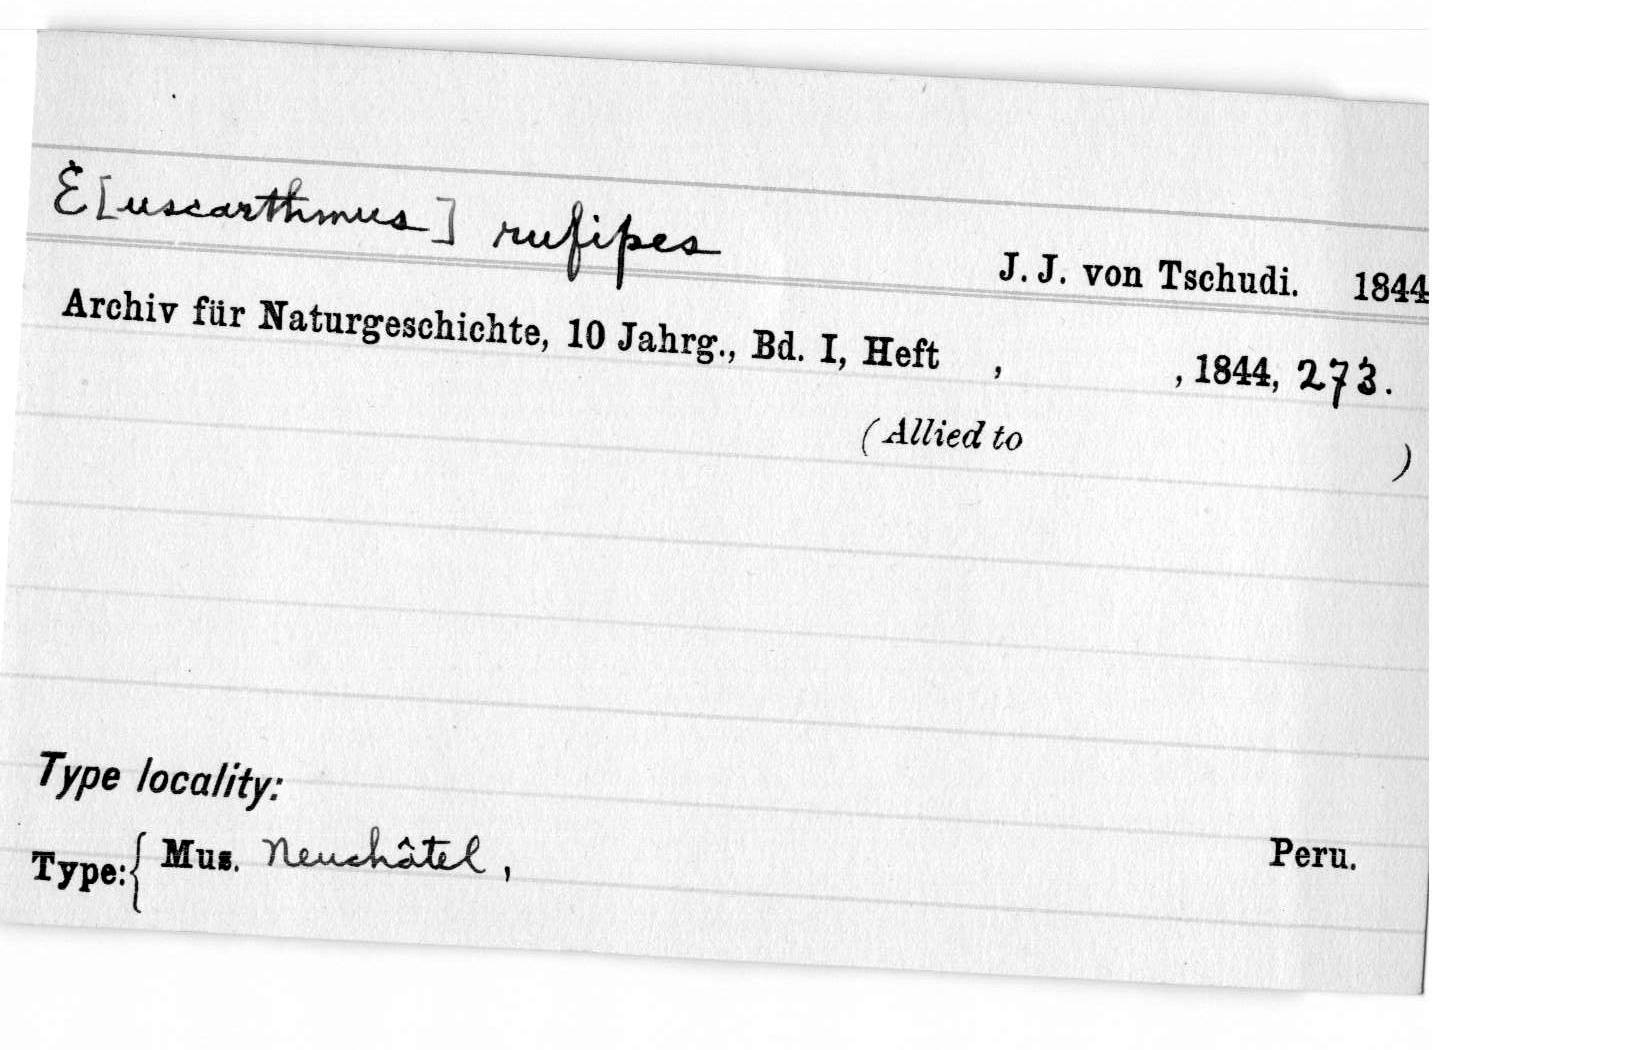 E[uscarthmus] rufipes
J. J. von Tschudi. 1844
Archiv für Naturgeschichte, 10 Jahrg., Bd. I, Heft , , 1844, 273.
(Allied to )
Type locality:
Peru.
Type:{ Mus. Neuchâtel,